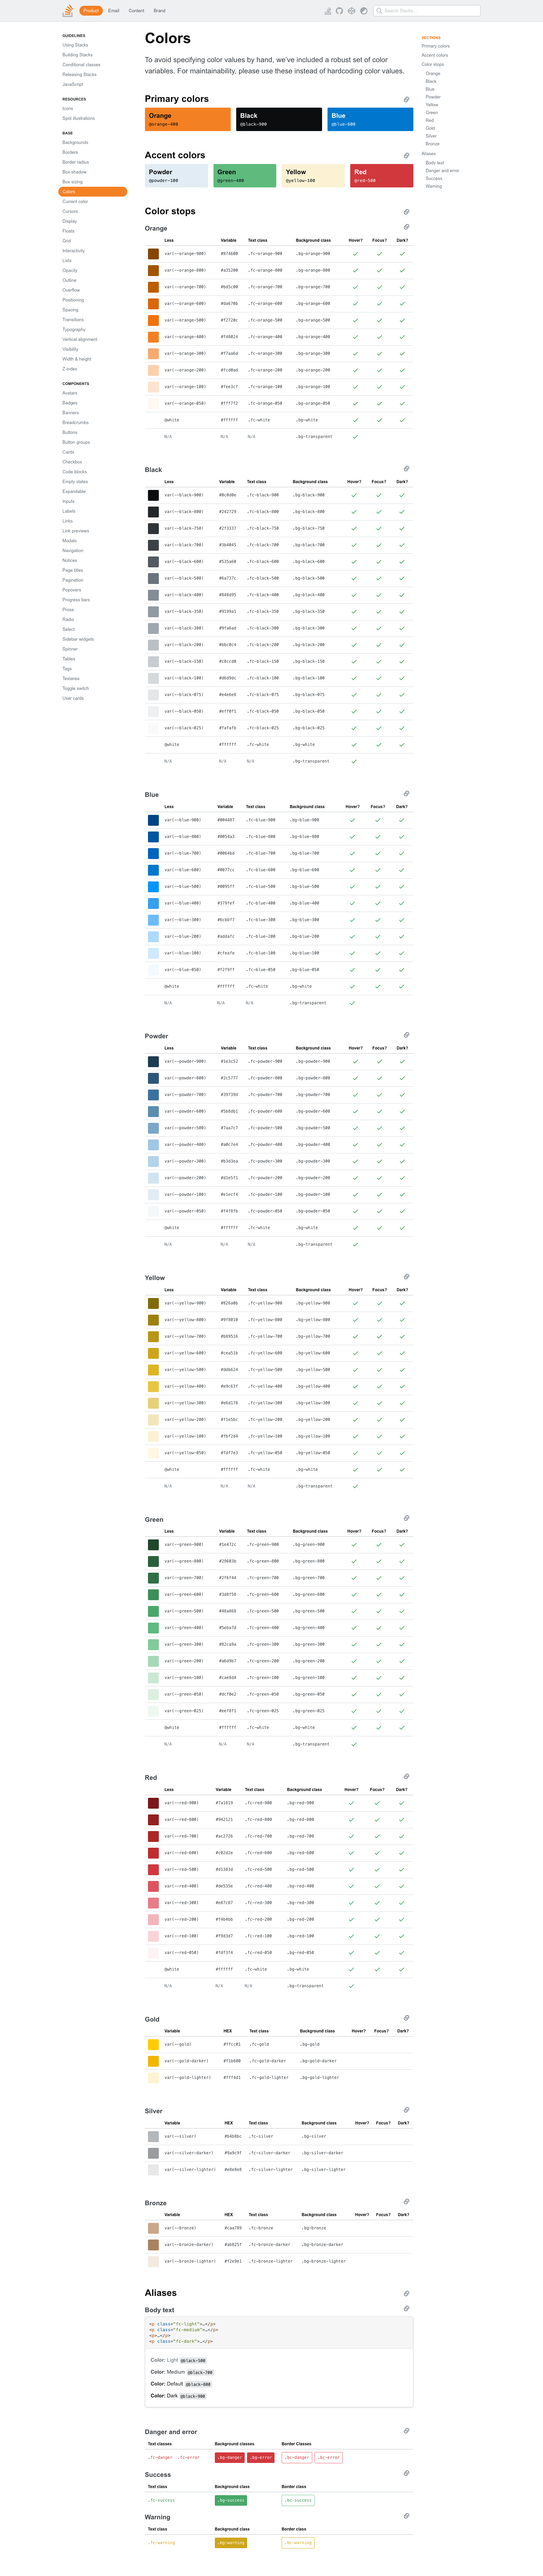 Product
Email
Content
Brand
Search Stacks…
GUIDELINES
Using Stacks
Building Stacks
Conditional classes
Releasing Stacks
JavaScript
RESOURCES
Icons
Spot illustrations
BASE
Backgrounds
Borders
Border radius
Box shadow
Box sizing
Colors
Current color
Cursors
Display
Floats
Grid
Interactivity
Lists
Opacity
Outline
Overflow
Positioning
Spacing
Transitions
Typography
Vertical alignment
Visibility
Width & height
Z-index
COMPONENTS
Avatars
Badges
Banners
Breadcrumbs
Buttons
Button groups
Cards
Checkbox
Code blocks
Empty states
Expandable
Inputs
Labels
Links
Link previews
Modals
Navigation
Notices
Page titles
Pagination
Popovers
Progress bars
Prose
Radio
Select
Sidebar widgets
Spinner
Tables
Tags
Textarea
Toggle switch
User cards
Colors
To avoid specifying color values by hand, we've included a robust set of color
variables. For maintainability, please use these instead of hardcoding color values.
Primary colors
Orange
@orange-400
Black
@black-900
Blue
@blue-600
Accent colors
Powder
@powder-100
Green
@green-400
Yellow
@yellow-100
Red
@red-500
Color stops
Orange
Less Variable Text class Background class Hover? Focus? Dark?
var(--orange-900) .fc-orange-900 .bg-orange-900
var(--orange-800) .fc-orange-800 .bg-orange-800
var(--orange-700) .fc-orange-700 .bg-orange-700
var(--orange-600) .fc-orange-600 .bg-orange-600
var(--orange-500) #f2720c .fc-orange-500 .bg-orange-500
var(--orange-400) #f48024 .fc-orange-400 .bg-orange-400
var(--orange-300) #f7aa6d .fc-orange-300 .bg-orange-300
var(--orange-200) #fcd0ad .fc-orange-200 .bg-orange-200
var(--orange-100) #fee3cf .fc-orange-100 .bg-orange-100
var(--orange-050) #fff7f2 .fc-orange-050 .bg-orange-050
@white #ffffff .fc-white .bg-white
N/A N/A N/A .bg-transparent
Black
Less Variable Text class Background class Hover? Focus? Dark?
var(--black-900) #0c0d0e .fc-black-900 .bg-black-900
var(--black-800) #242729 .fc-black-800 .bg-black-800
var(--black-750) #2f3337 .fc-black-750 .bg-black-750
var(--black-700) #3b4045 .fc-black-700 .bg-black-700
var(--black-600) #535a60 .fc-black-600 .bg-black-600
var(--black-500) #6a737c .fc-black-500 .bg-black-500
var(--black-400) #848d95 .fc-black-400 .bg-black-400
var(--black-350) #9199a1 .fc-black-350 .bg-black-350
var(--black-300) #9fa6ad .fc-black-300 .bg-black-300
var(--black-200) #bbc0c4 .fc-black-200 .bg-black-200
var(--black-150) #c8ccd0 .fc-black-150 .bg-black-150
var(--black-100) #d6d9dc .fc-black-100 .bg-black-100
var(--black-075) #e4e6e8 .fc-black-075 .bg-black-075
var(--black-050) #eff0f1 .fc-black-050 .bg-black-050
var(--black-025) #fafafb .fc-black-025 .bg-black-025
@white #ffffff .fc-white .bg-white
N/A N/A N/A .bg-transparent
Blue
Less Variable Text class Background class Hover? Focus? Dark?
var(--blue-900) #004487 .fc-blue-900 .bg-blue-900
var(--blue-800) #0054a3 .fc-blue-800 .bg-blue-800
var(--blue-700) #0064bd .fc-blue-700 .bg-blue-700
var(--blue-600) #0077cc .fc-blue-600 .bg-blue-600
var(--blue-500) #0095ff .fc-blue-500 .bg-blue-500
var(--blue-400) #379fef .fc-blue-400 .bg-blue-400
var(--blue-300) #6cbbf7 .fc-blue-300 .bg-blue-300
var(--blue-200) #addafc .fc-blue-200 .bg-blue-200
var(--blue-100) #cfeafe .fc-blue-100 .bg-blue-100
var(--blue-050) #f2f9ff .fc-blue-050 .bg-blue-050
@white #ffffff .fc-white .bg-white
N/A N/A N/A .bg-transparent
Powder
Less Variable Text class Background class Hover? Focus? Dark?
var(--powder-900) #1e3c52 .fc-powder-900 .bg-powder-900
var(--powder-800) #2c5777 .fc-powder-800 .bg-powder-800
var(--powder-700) #39739d .fc-powder-700 .bg-powder-700
var(--powder-600) #5b8db1 .fc-powder-600 .bg-powder-600
var(--powder-500) #7aa7c7 .fc-powder-500 .bg-powder-500
var(--powder-400) #a0c7e4 .fc-powder-400 .bg-powder-400
var(--powder-300) #b3d3ea .fc-powder-300 .bg-powder-300
var(--powder-200) #d1e5f1 .fc-powder-200 .bg-powder-200
var(--powder-100) #e1ecf4 .fc-powder-100 .bg-powder-100
var(--powder-050) #f4f8fb .fc-powder-050 .bg-powder-050
@white #ffffff .fc-white .bg-white
N/A N/A N/A .bg-transparent
Yellow
Less Variable Text class Background class Hover? Focus? Dark?
var(--yellow-900) #826a0b .fc-yellow-900 .bg-yellow-900
var(--yellow-800) #9f8010 .fc-yellow-800 .bg-yellow-800
var(--yellow-700) #b89516 .fc-yellow-700 .bg-yellow-700
var(--yellow-600) #cea51b .fc-yellow-600 .bg-yellow-600
var(--yellow-500) #ddb624 .fc-yellow-500 .bg-yellow-500
var(--yellow-400) #e9c63f .fc-yellow-400 .bg-yellow-400
var(--yellow-300) #e6d178 .fc-yellow-300 .bg-yellow-300
var(--yellow-200) #f1e5bc .fc-yellow-200 .bg-yellow-200
var(--yellow-100) #fbf2d4 .fc-yellow-100 .bg-yellow-100
var(--yellow-050) #fdf7e3 .fc-yellow-050 .bg-yellow-050
@white #ffffff .fc-white .bg-white
N/A N/A N/A .bg-transparent
Green
Less Variable Text class Background class Hover? Focus? Dark?
var(--green-900) #1e472c .fc-green-900 .bg-green-900
var(--green-800) #29603b .fc-green-800 .bg-green-800
var(--green-700) #2f6f44 .fc-green-700 .bg-green-700
var(--green-600) #3d8f58 .fc-green-600 .bg-green-600
var(--green-500) #48a868 .fc-green-500 .bg-green-500
var(--green-400) #5eba7d .fc-green-400 .bg-green-400
var(--green-300) #82ca9a .fc-green-300 .bg-green-300
var(--green-200) #a6d9b7 .fc-green-200 .bg-green-200
var(--green-100) #cae8d4 .fc-green-100 .bg-green-100
var(--green-050) #dcf0e2 .fc-green-050 .bg-green-050
var(--green-025) #eef8f1 .fc-green-025 .bg-green-025
@white #ffffff .fc-white .bg-white
N/A N/A N/A .bg-transparent
Red
Less Variable Text class Background class Hover? Focus? Dark?
var(--red-900) #7a1819 .fc-red-900 .bg-red-900
var(--red-800) #942121 .fc-red-800 .bg-red-800
var(--red-700) #ac2726 .fc-red-700 .bg-red-700
var(--red-600) #c02d2e .fc-red-600 .bg-red-600
var(--red-500) #d1383d .fc-red-500 .bg-red-500
var(--red-400) #de535e .fc-red-400 .bg-red-400
var(--red-300) #e87c87 .fc-red-300 .bg-red-300
var(--red-200) #f4b4bb .fc-red-200 .bg-red-200
var(--red-100) #f9d3d7 .fc-red-100 .bg-red-100
var(--red-050) #fdf3f4 .fc-red-050 .bg-red-050
@white #ffffff .fc-white .bg-white
N/A N/A N/A .bg-transparent
Gold
Variable HEX Text class Background class Hover? Focus? Dark?
var(--gold) #ffcc01 .fc-gold .bg-gold
var(--gold-darker) #f1b600 .fc-gold-darker .bg-gold-darker
var(--gold-lighter) #fff4d1 .fc-gold-lighter .bg-gold-lighter
Silver
Variable HEX Text class Background class Hover? Focus? Dark?
var(--silver) #b4b8bc .fc-silver .bg-silver
var(--silver-darker) #9a9c9f .fc-silver-darker .bg-silver-darker
var(--silver-lighter) #e8e8e8 .fc-silver-lighter .bg-silver-lighter
Bronze
Variable HEX Text class Background class Hover? Focus? Dark?
var(--bronze) #caa789 .fc-bronze .bg-bronze
var(--bronze-darker) #ab825f .fc-bronze-darker .bg-bronze-darker
var(--bronze-lighter) #f2e9e1 .fc-bronze-lighter .bg-bronze-lighter
Aliases
Body text
<p class="fc-light">…</p>
<p class="fc-medium">…</p>
<p>…</p>
<p class="fc-dark">…</p>
Color: Light @black-500
Color: Medium @black-700
Color: Default @black-800
Color: Dark @black-900
Danger and error
Text classes Background classes Border Classes
.fc-danger .fc-error .bg-danger .bg-error .bc-danger .bc-error
Success
Text class Background class Border class
.fc-success .bg-success .bc-success
Warning
Text class Background class Border class
.fc-warning .bg-warning .bc-warning
SECTIONS
Primary colors
Accent colors
Color stops
Orange
Black
Blue
Powder
Yellow
Green
Red
Gold
Silver
Bronze
Aliases
Body text
Danger and error
Success
Warning